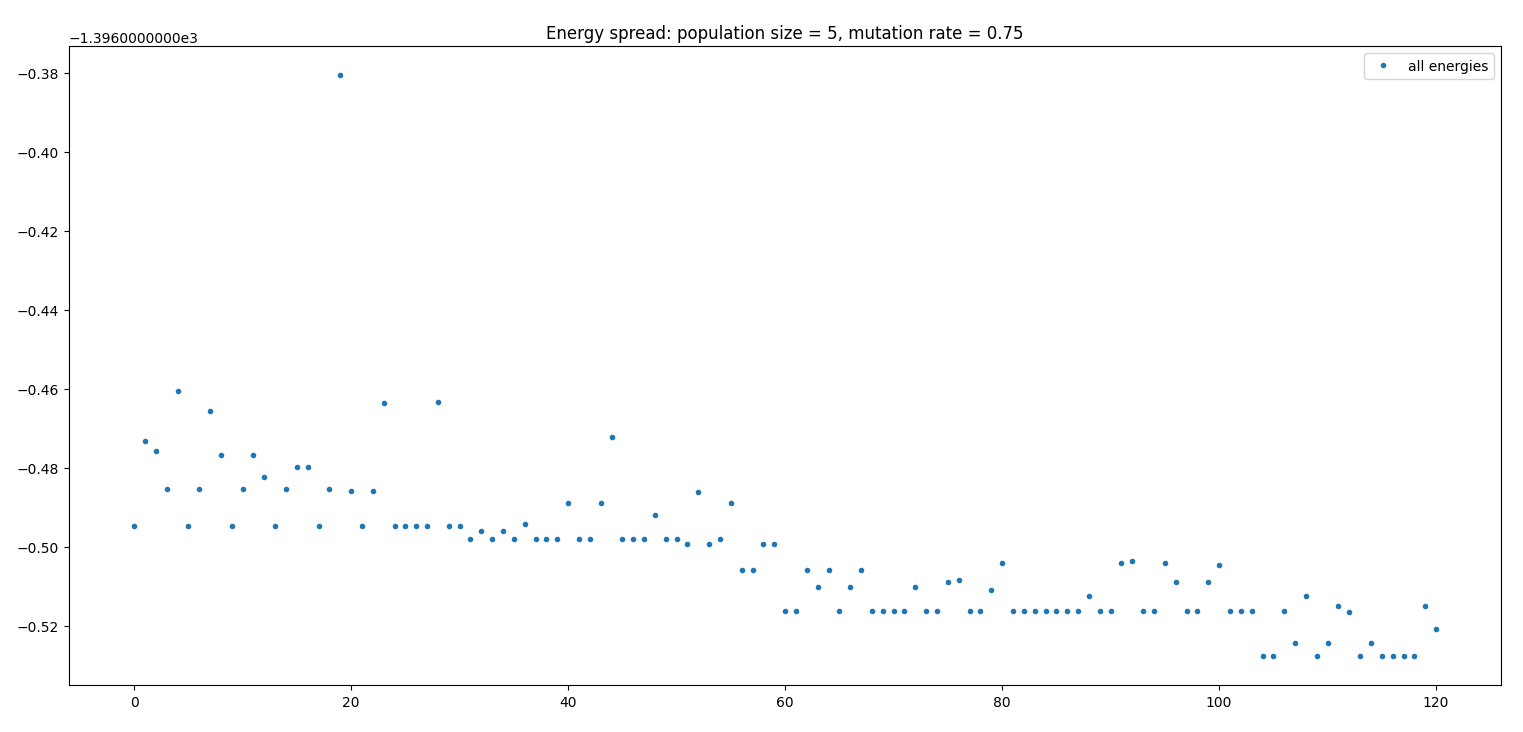 Energy spread: population size = 5, mutation rate = 0.75
−1.3960000000e3
all energies
−0.38
−0.40
−0.42
−0.44
−0.46
−0.48
−0.50
−0.52
0 20 40 60 80 100 120